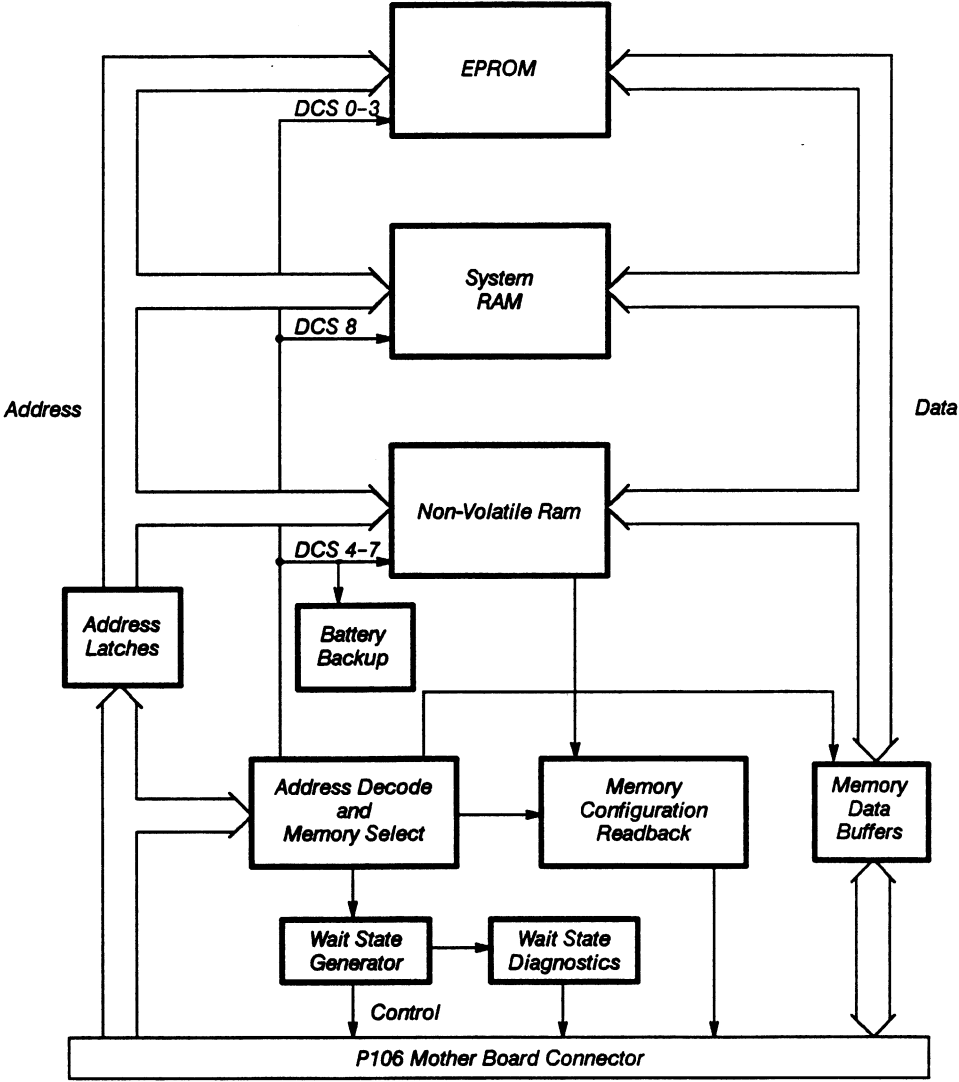 EPROM
DCS 0-3
System
RAM
DCS 8
Address
Data
Non-Volatile Ram
DCS 4-7
Address
Latches
Battery
Backup
Address Decode
and
Memory Select
Memory
Configuration
Readback
Memory
Data
Buffers
Wait State
Generator
Wait State
Diagnostics
Control
P106 Mother Board Connector